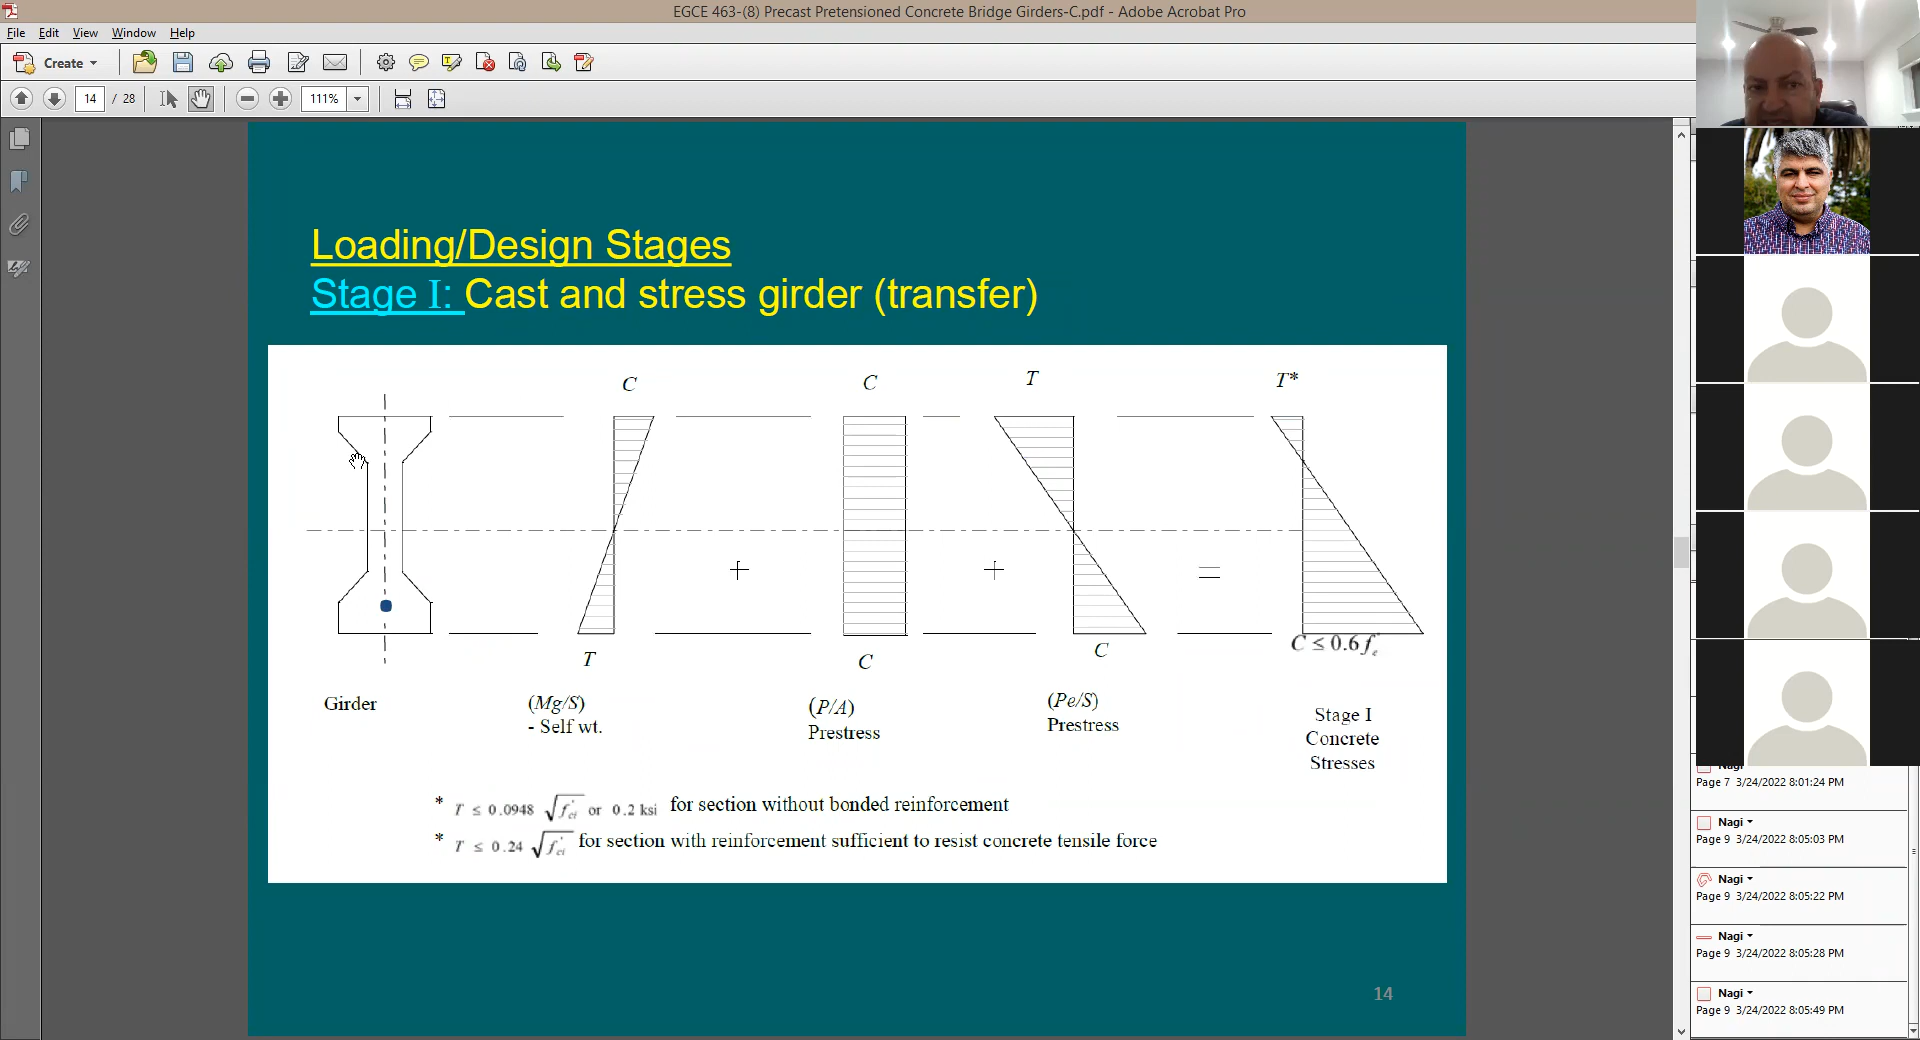 EGCE 463-(8) Precast Pretensioned Concrete Bridge Girders-C.pdf - Adobe Acrobat Pro
File Edit View Window Help
Create
14 / 28 111%
Loading/Design Stages
Stage I: Cast and stress girder (transfer)
C C T T*
+ + =
T C C C ≤ 0.6 f
Girder
(Mg/S)
- Self wt.
(P/A)
Prestress
(Pe/S)
Prestress
Stage I
Concrete
Stresses
* T ≤ 0.0948 √f'ci or 0.2 ksi for section without bonded reinforcement
* T ≤ 0.24 √f'ci for section with reinforcement sufficient to resist concrete tensile force
14
Nagi
Page 7 3/24/2022 8:01:24 PM
Nagi
Page 9 3/24/2022 8:05:03 PM
Nagi
Page 9 3/24/2022 8:05:22 PM
Nagi
Page 9 3/24/2022 8:05:28 PM
Nagi
Page 9 3/24/2022 8:05:49 PM